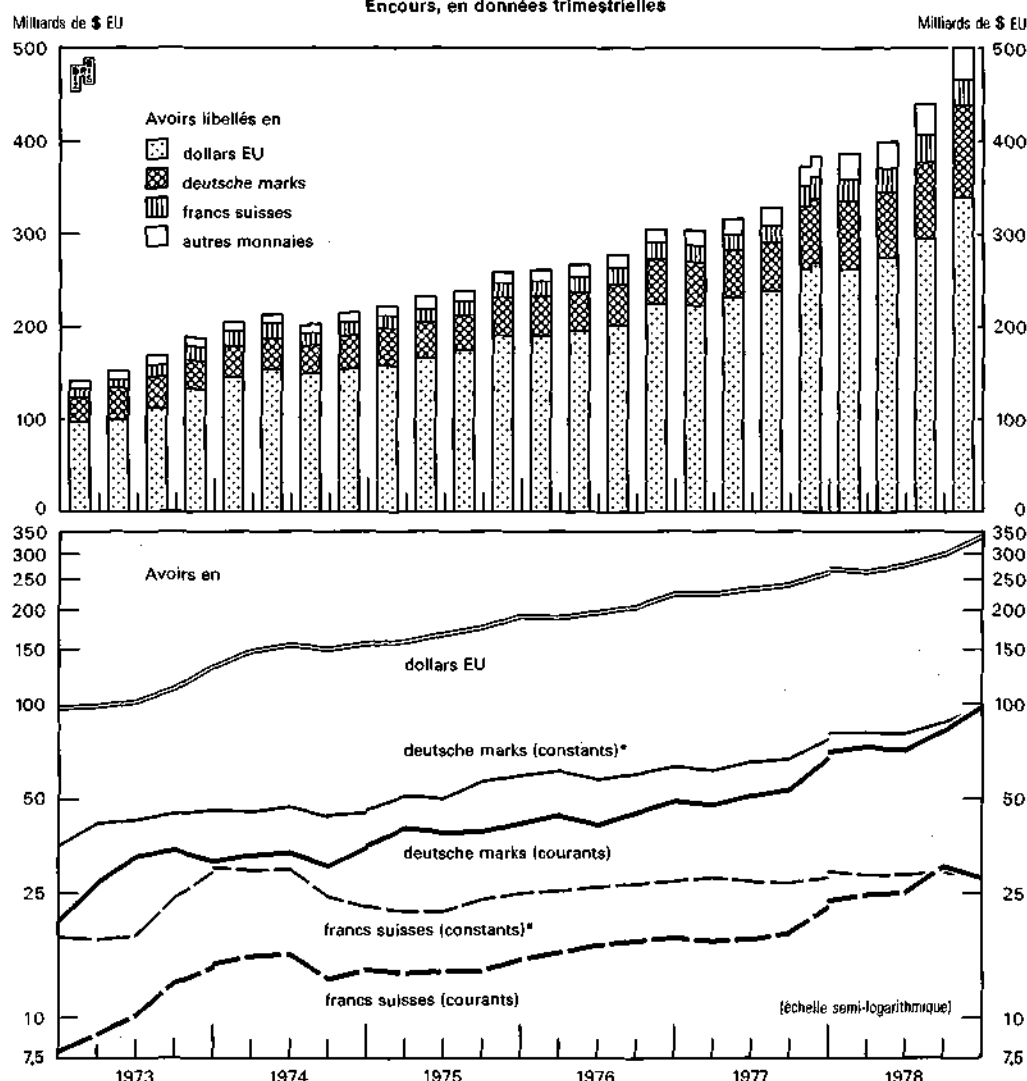 Encours, en données trimestrielles
Milliards de $ EU
Milliards de $ EU
500
500
Avoirs libellés en
dollars EU
deutsche marks
francs suisses
autres monnaies
400
400
300
300
200
200
100
100
0
0
350
350
300
300
250
250
200
200
150
150
100
100
50
50
25
25
10
10
7,5
7,5
Avoirs en
dollars EU
deutsche marks (constants)*
deutsche marks (courants)
francs suisses (constants)*
francs suisses (courants)
(échelle semi-logarithmique)
1973 1974 1975 1976 1977 1978